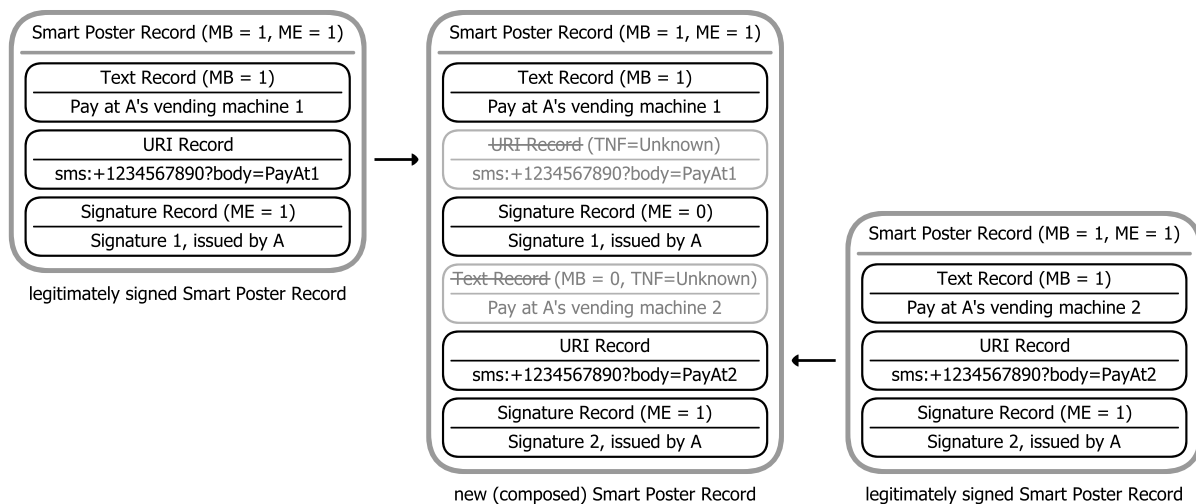 Smart Poster Record (MB = 1, ME = 1)
Text Record (MB = 1)
Pay at A's vending machine 1
URI Record
sms:+1234567890?body=PayAt1
Signature Record (ME = 1)
Signature 1, issued by A
legitimately signed Smart Poster Record
Smart Poster Record (MB = 1, ME = 1)
Text Record (MB = 1)
Pay at A's vending machine 1
URI Record (TNF=Unknown)
sms:+1234567890?body=PayAt1
Signature Record (ME = 0)
Signature 1, issued by A
Text Record (MB = 0, TNF=Unknown)
Pay at A's vending machine 2
URI Record
sms:+1234567890?body=PayAt2
Signature Record (ME = 1)
Signature 2, issued by A
new (composed) Smart Poster Record
Smart Poster Record (MB = 1, ME = 1)
Text Record (MB = 1)
Pay at A's vending machine 2
URI Record
sms:+1234567890?body=PayAt2
Signature Record (ME = 1)
Signature 2, issued by A
legitimately signed Smart Poster Record